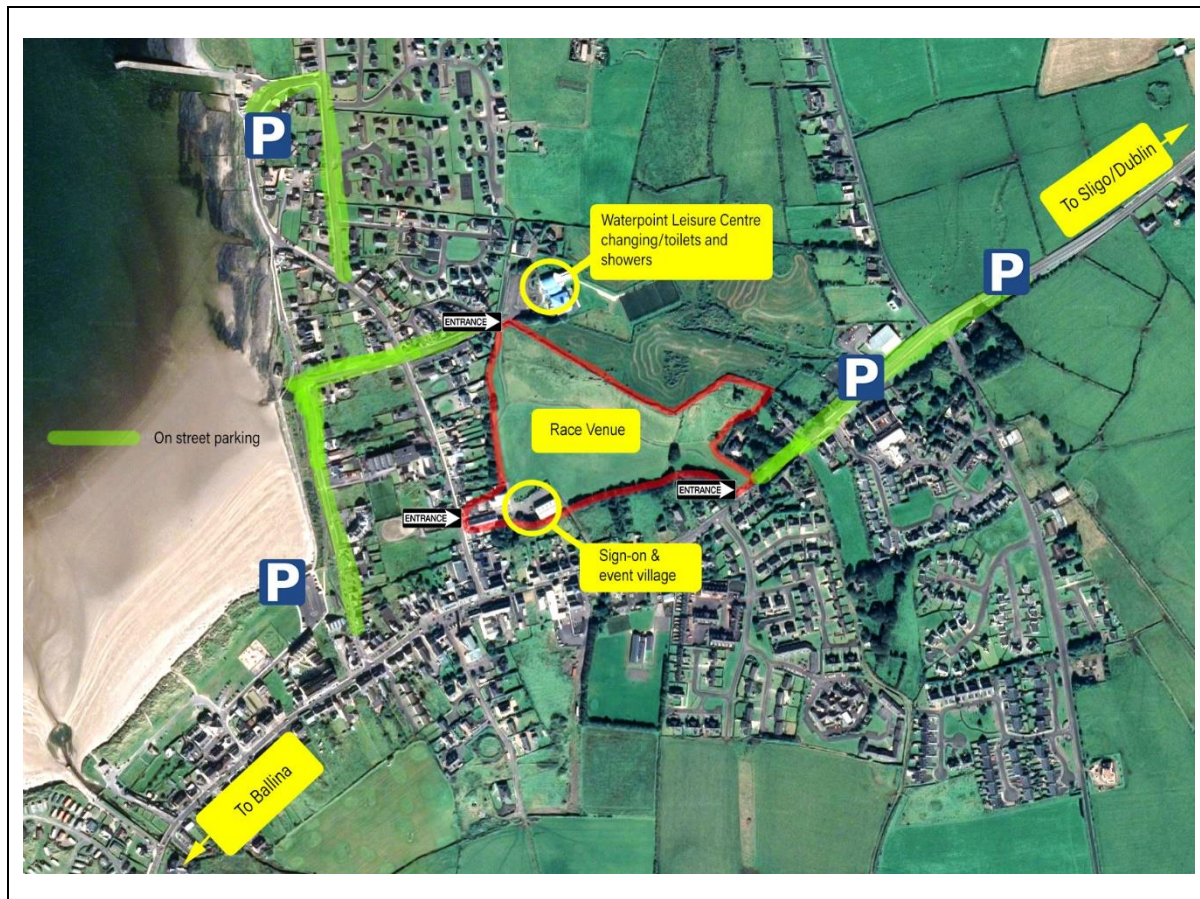 P
To Sligo/Dublin
Waterpoint Leisure Centre
changing/toilets and
showers
P
ENTRANCE
P
Race Venue
On street parking
ENTRANCE
ENTRANCE
Sign-on &
event village
P
To Ballina